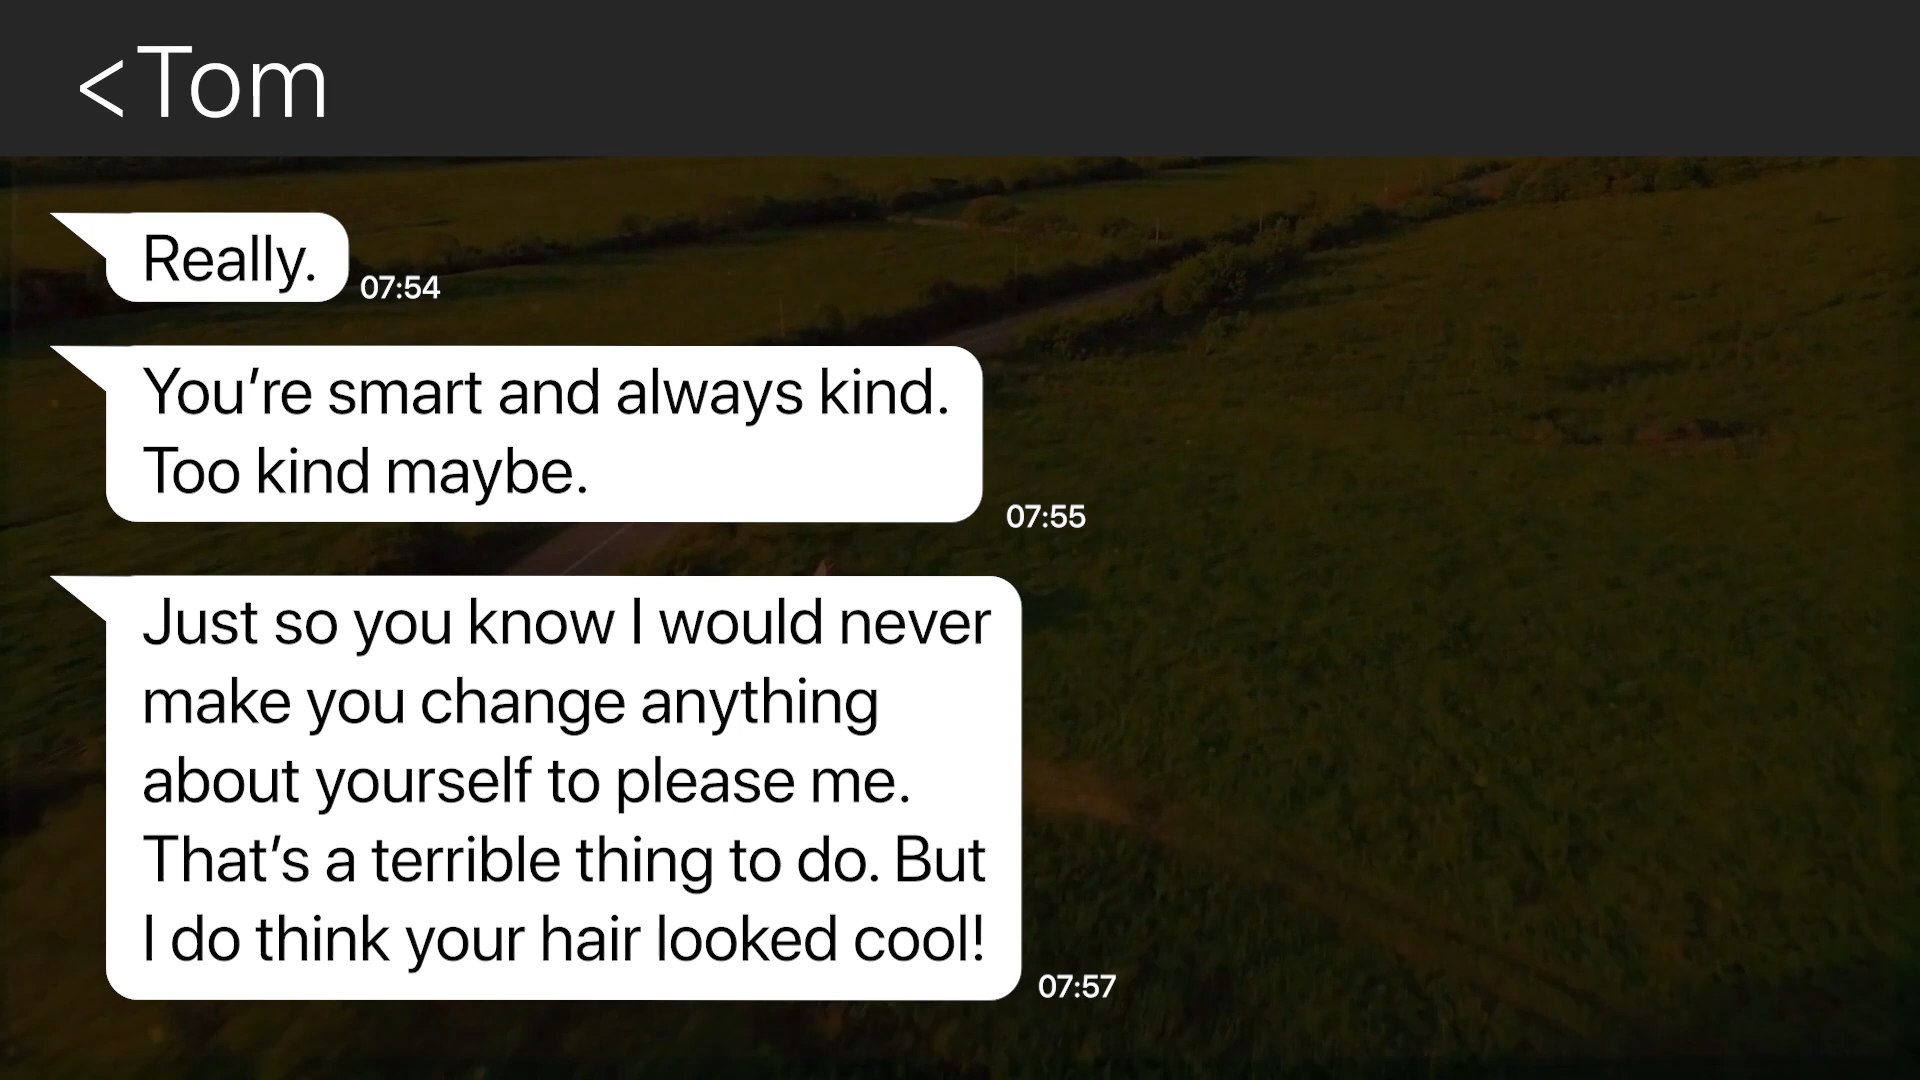 <Tom
Really.
07:54
You’re smart and always kind.
Too kind maybe.
07:55
Just so you know I would never
make you change anything
about yourself to please me.
That’s a terrible thing to do. But
I do think your hair looked cool!
07:57